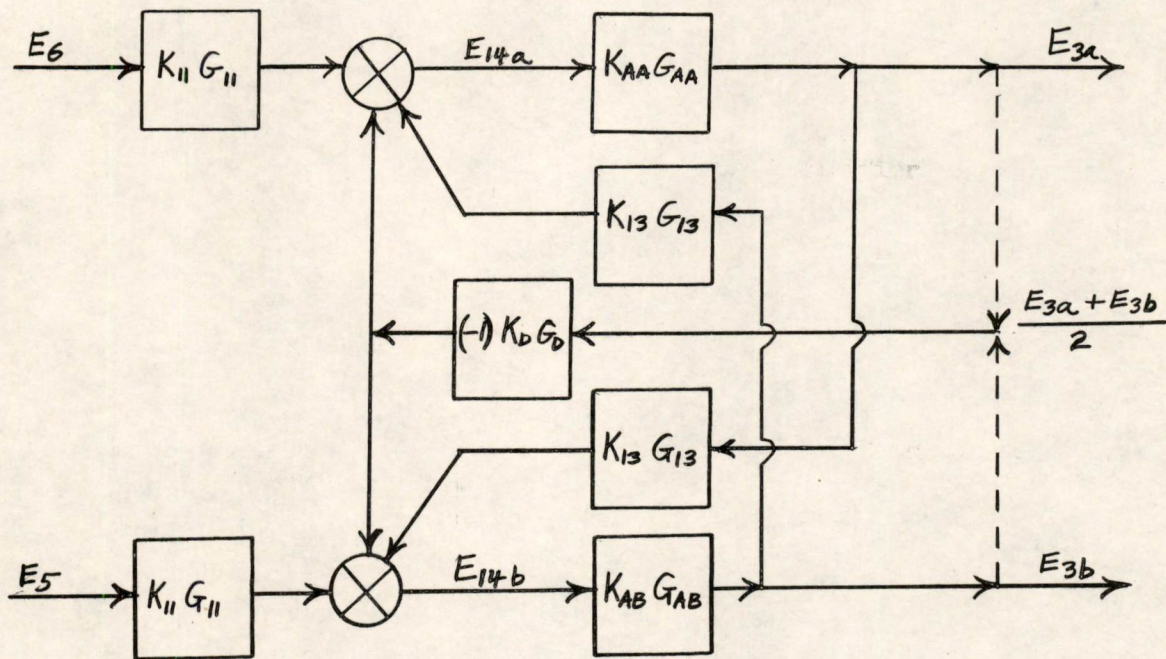 E6
K11 G11
E14a
KAA GAA
E3a
K13 G13
(-1) KD GD
E3a + E3b
2
K13 G13
E5
K11 G11
E14b
KAB GAB
E3b